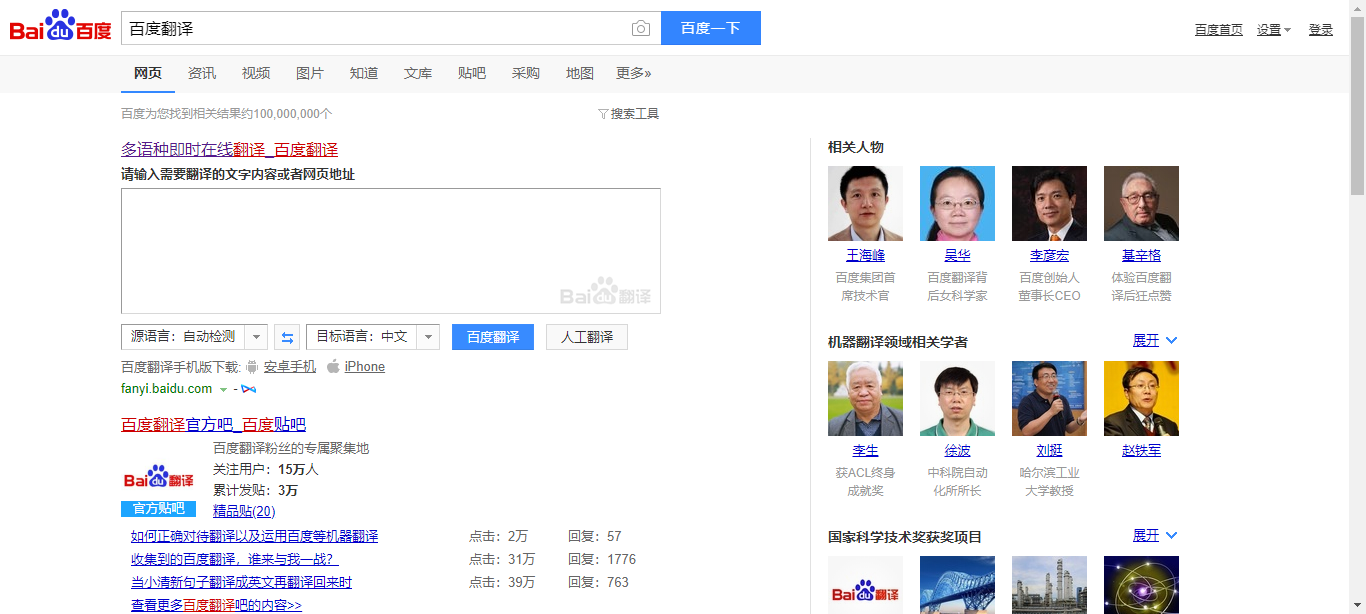 Bai du 百度
百度翻译
百度一下
百度首页 设置 登录
网页 资讯 视频 图片 知道 文库 贴吧 采购 地图 更多»
百度为您找到相关结果约100,000,000个
搜索工具
多语种即时在线翻译_百度翻译
请输入需要翻译的文字内容或者网页地址
Bai du 翻译
源语言：自动检测 目标语言：中文 百度翻译 人工翻译
百度翻译手机版下载: 安卓手机 iPhone
fanyi.baidu.com -
百度翻译官方吧_百度贴吧
百度翻译粉丝的专属聚集地
关注用户：15万人
累计发贴：3万
精品贴(20)
Bai du 翻译
官方贴吧
如何正确对待翻译以及运用百度等机器翻译 点击：2万 回复：57
收集到的百度翻译，谁来与我一战？ 点击：31万 回复：1776
当小清新句子翻译成英文再翻译回来时 点击：39万 回复：763
查看更多百度翻译吧的内容>>
相关人物
王海峰 吴华 李彦宏 基辛格
百度集团首 百度翻译背 百度创始人 体验百度翻
席技术官 后女科学家 董事长CEO 译后狂点赞
机器翻译领域相关学者 展开
李生 徐波 刘挺 赵铁军
获ACL终身 中科院自动 哈尔滨工业
成就奖 化所所长 大学教授
国家科学技术奖获奖项目 展开
Bai du 翻译